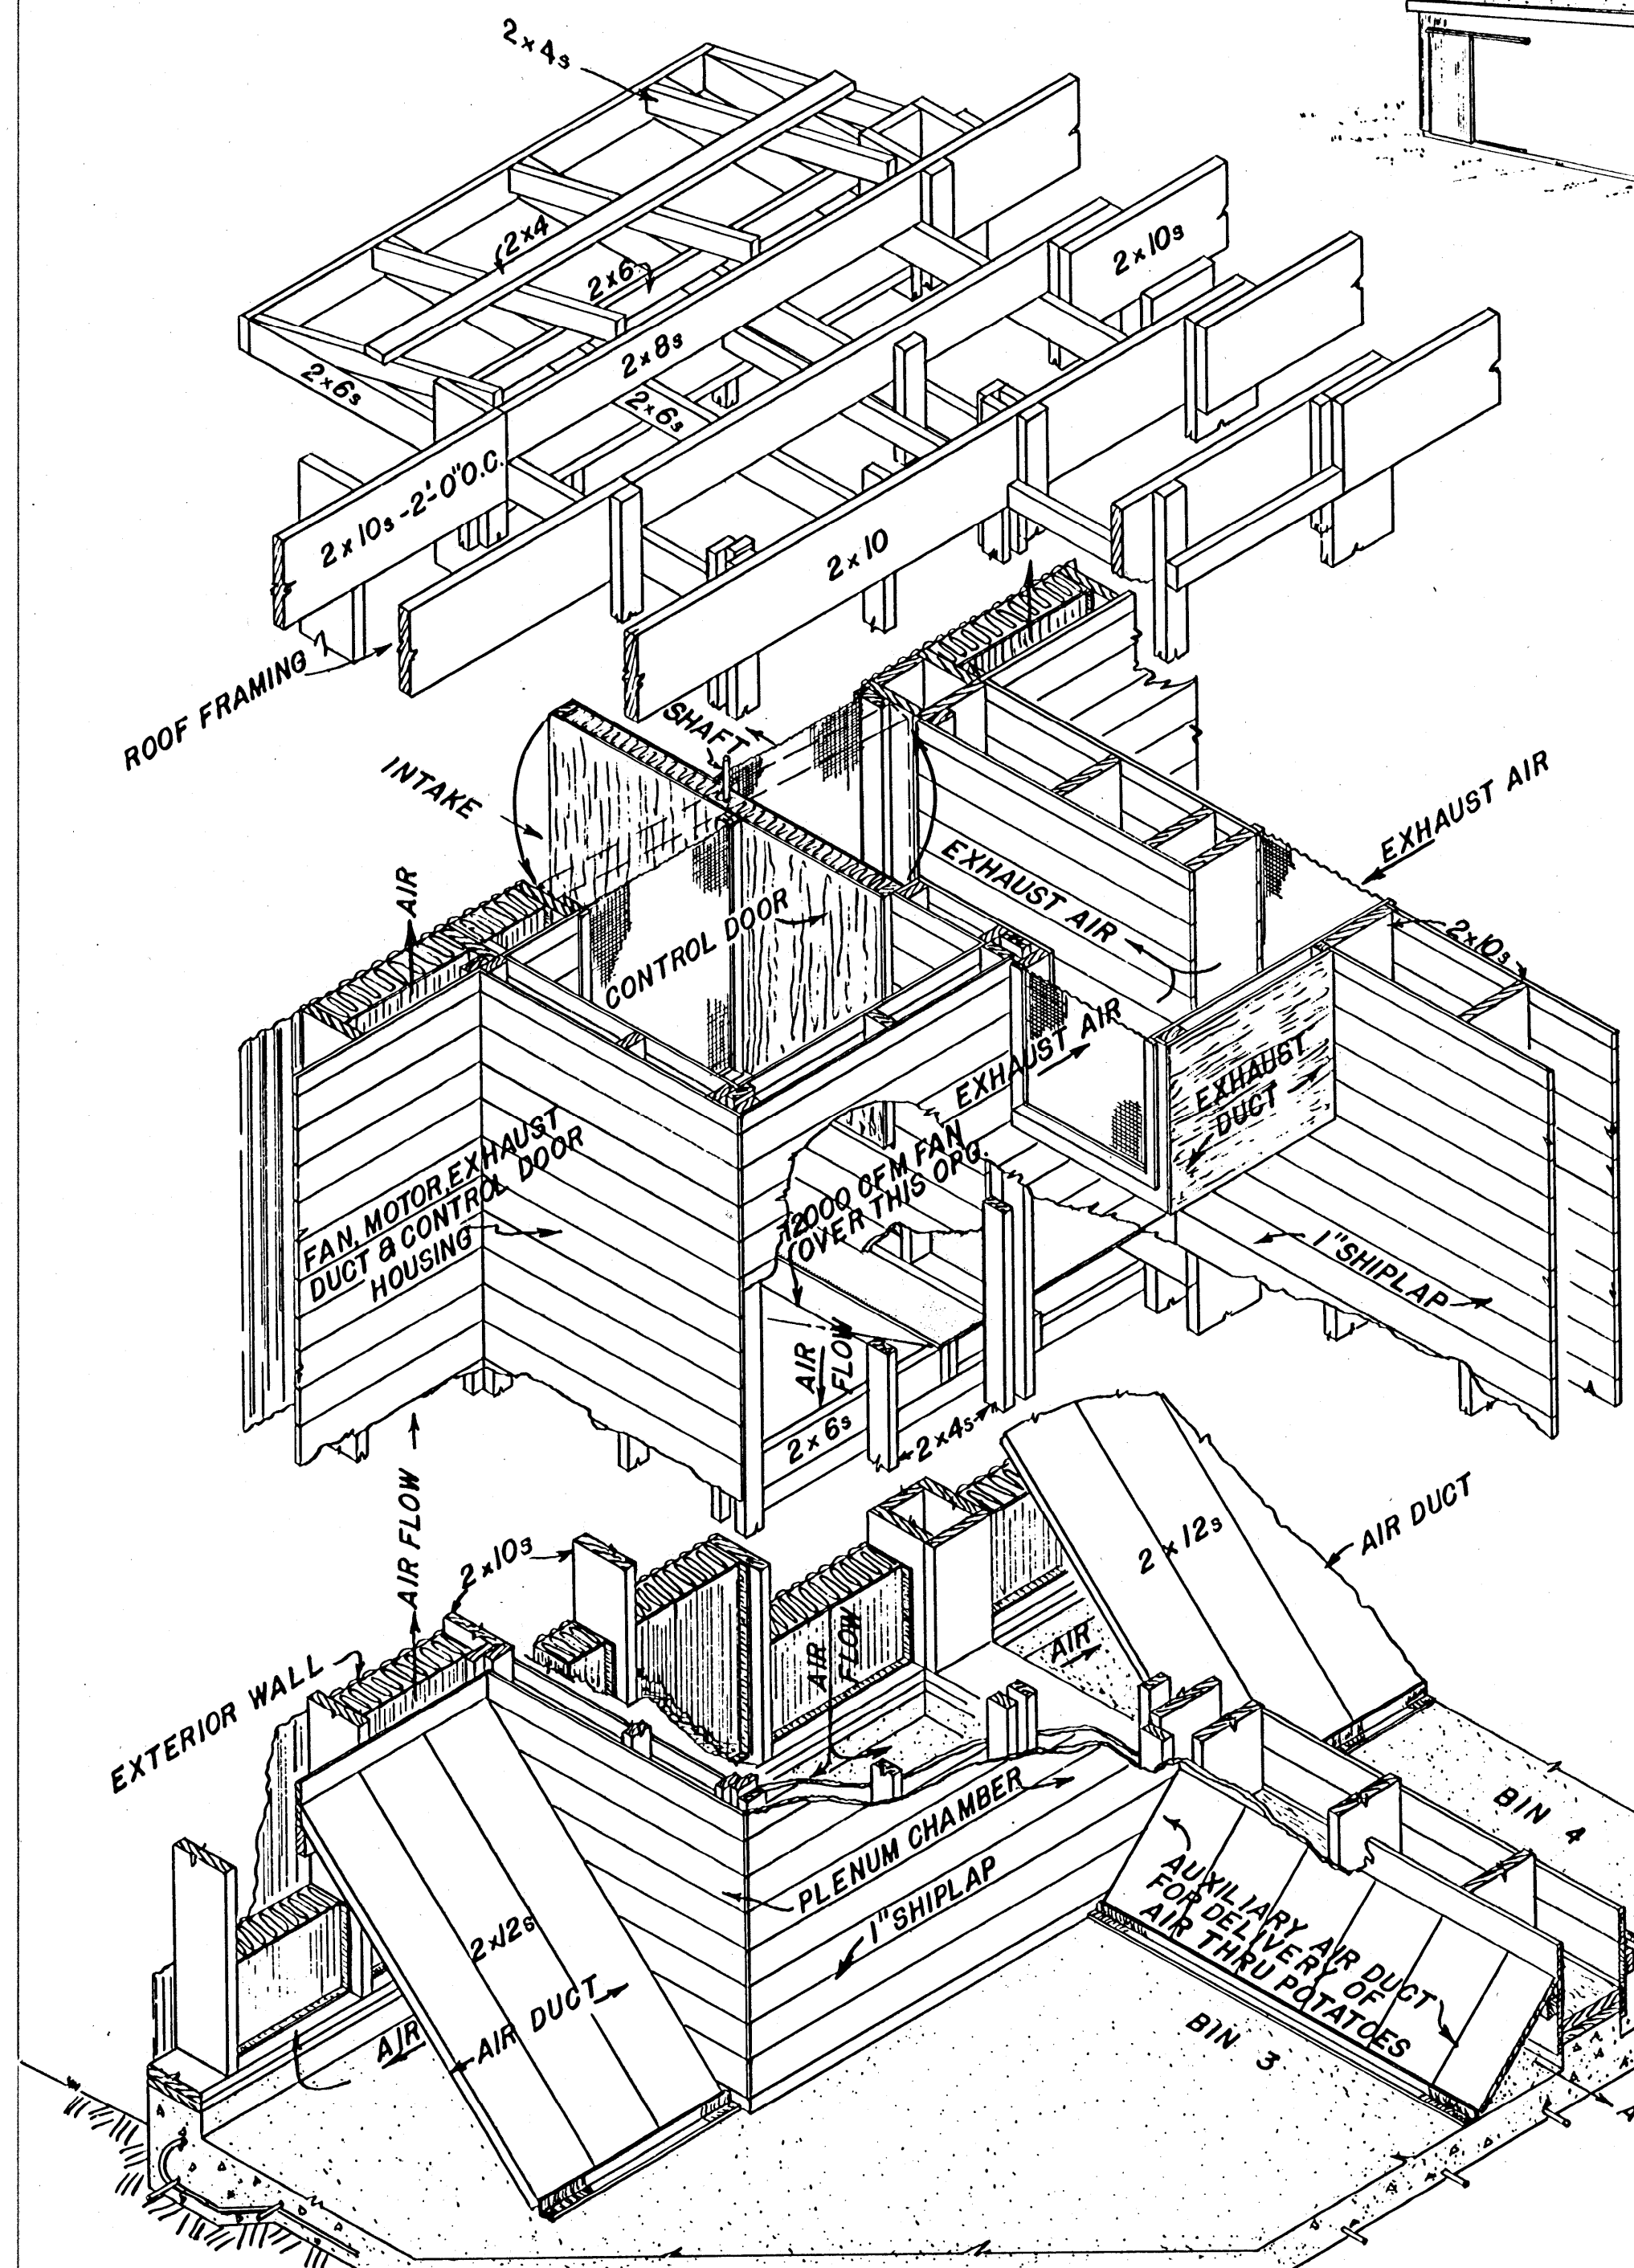 2x4s
2x4
2x6
2x10s
2x8s
2x6s
2x6s
2x10s-2'-0"O.C.
2x10
ROOF FRAMING
SHAFT
INTAKE
EXHAUST AIR
AIR
EXHAUST AIR
CONTROL DOOR
2x10s
EXHAUST AIR
EXHAUST
DUCT
FAN, MOTOR, EXHAUST
DUCT & CONTROL DOOR
HOUSING
12000 CFM FAN
OVER THIS OPG.
1" SHIPLAP
AIR
FLOW
2x6s
2x4s
AIR FLOW
2x10s
2x12s
AIR DUCT
AIR
FLOW
AIR
EXTERIOR WALL
BIN 4
PLENUM CHAMBER
1" SHIPLAP
2x12s
AIR DUCT
AIR
AUXILIARY AIR DUCT
FOR DELIVERY OF
AIR THRU POTATOES
BIN 3